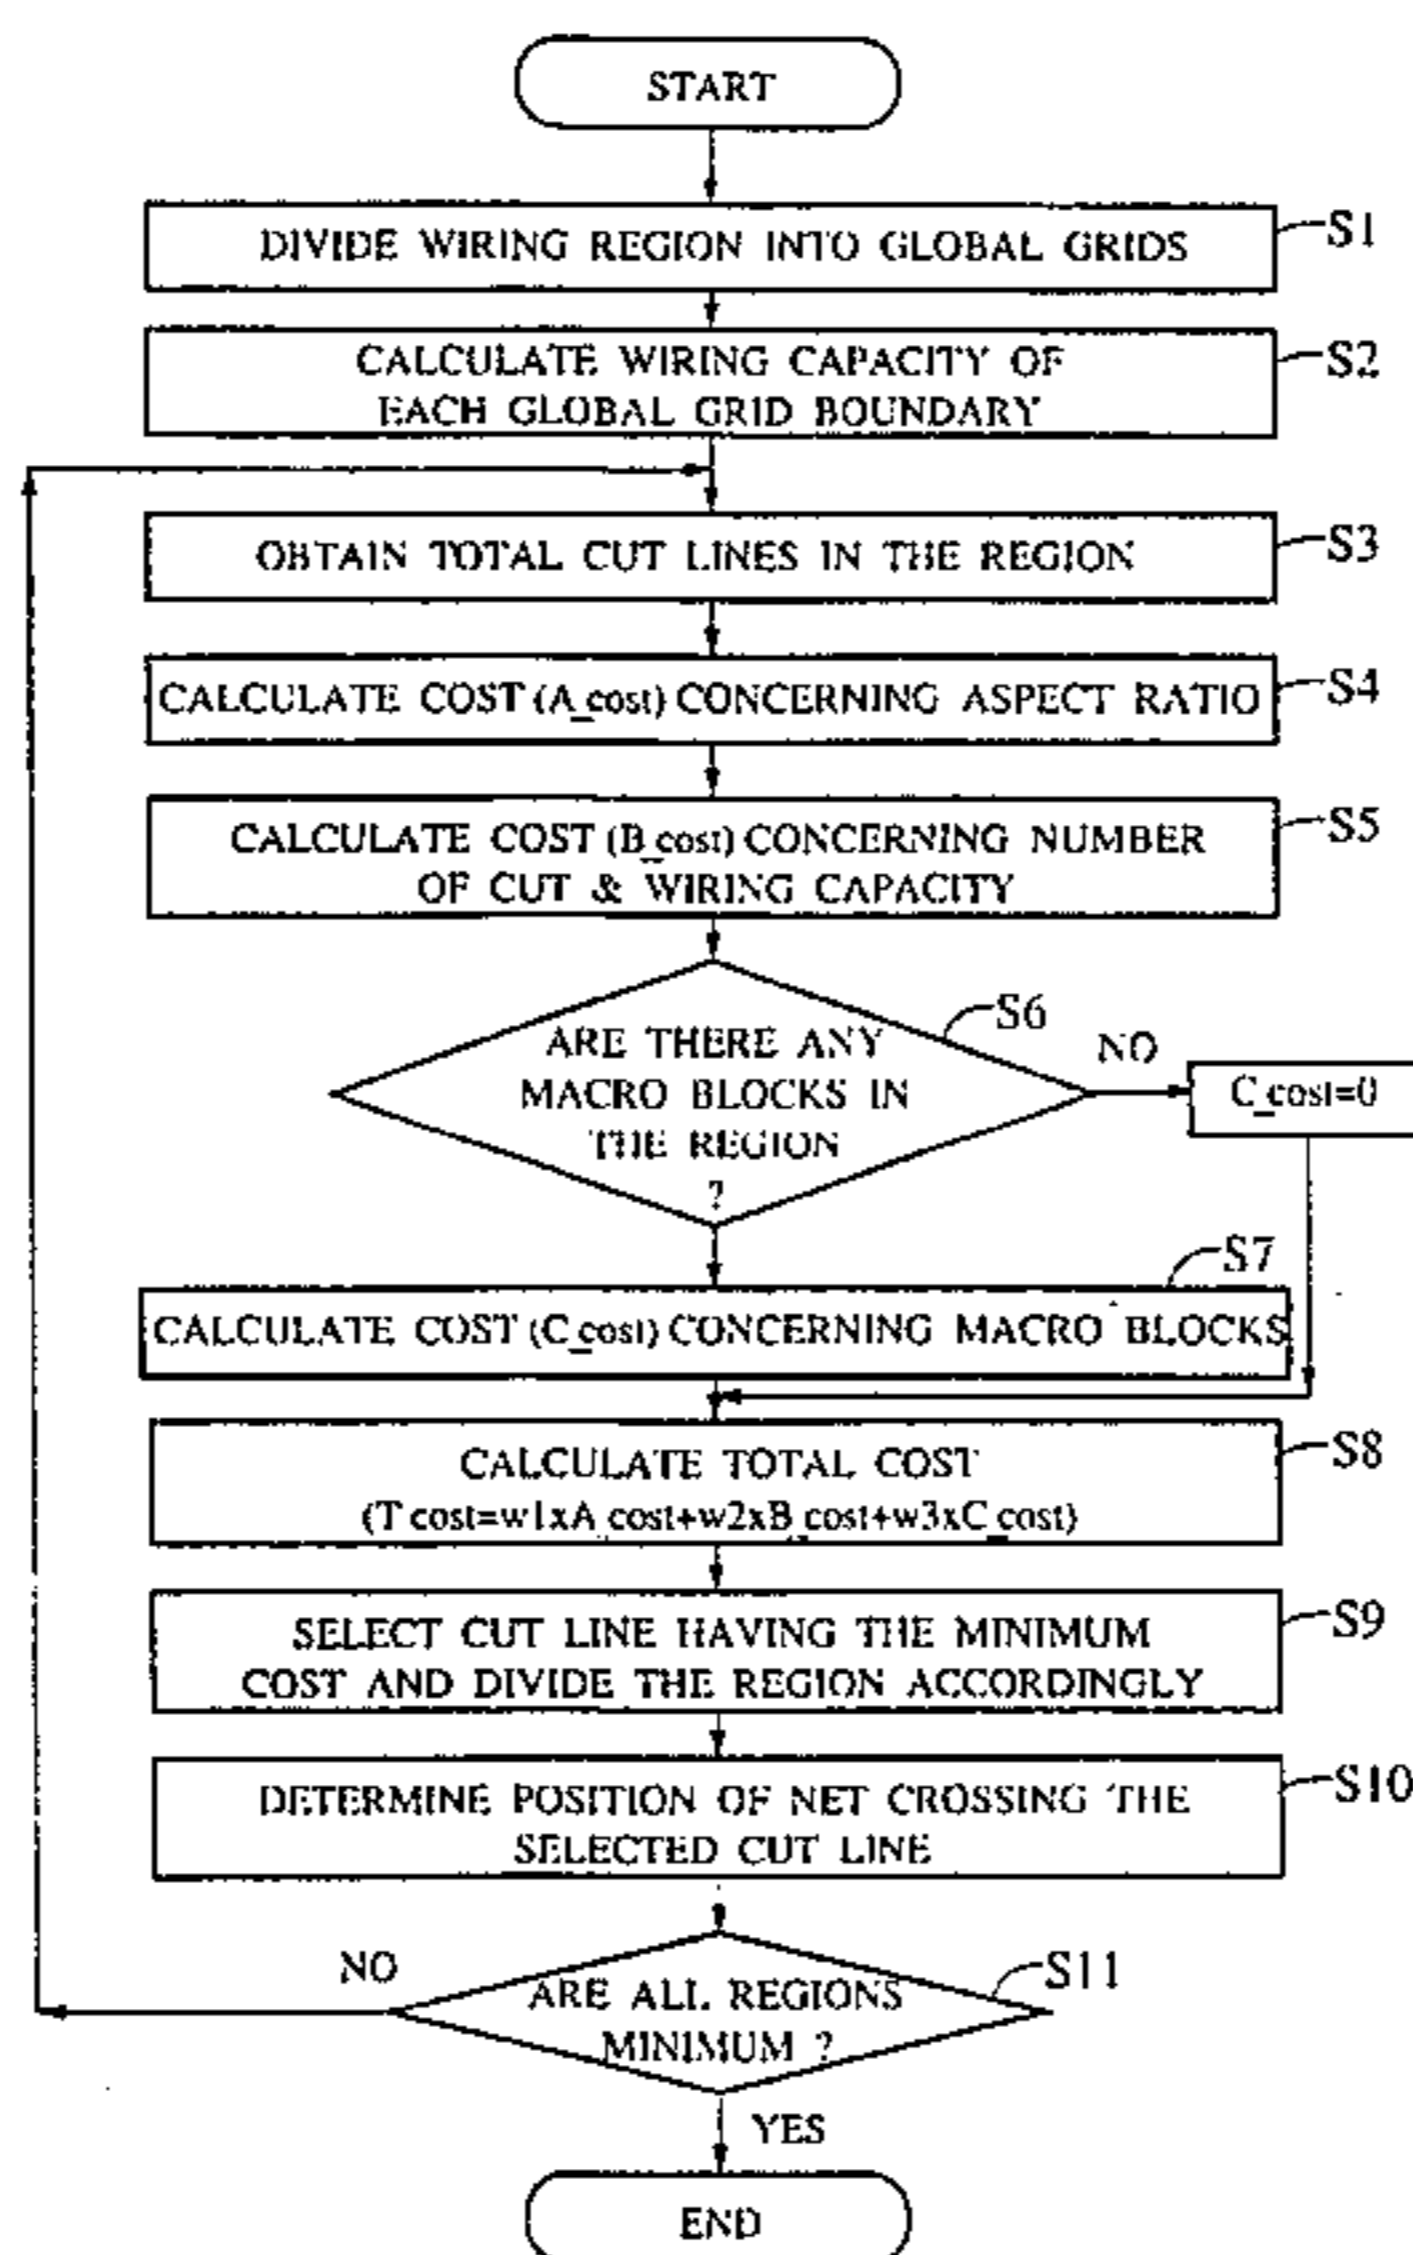 START
DIVIDE WIRING REGION INTO GLOBAL GRIDS
S1
CALCULATE WIRING CAPACITY OF
EACH GLOBAL GRID BOUNDARY
S2
OBTAIN TOTAL CUT LINES IN THE REGION
S3
CALCULATE COST (A_cost) CONCERNING ASPECT RATIO
S4
CALCULATE COST (B_cost) CONCERNING NUMBER
OF CUT & WIRING CAPACITY
S5
ARE THERE ANY
MACRO BLOCKS IN
THE REGION
?
S6
NO
C_cost=0
S7
CALCULATE COST (C_cost) CONCERNING MACRO BLOCKS
CALCULATE TOTAL COST
(T cost=w1xA cost+w2xB_cost+w3xC_cost)
S8
SELECT CUT LINE HAVING THE MINIMUM
COST AND DIVIDE THE REGION ACCORDINGLY
S9
DETERMINE POSITION OF NET CROSSING THE
SELECTED CUT LINE
S10
NO
ARE ALL REGIONS
MINIMUM ?
S11
YES
END